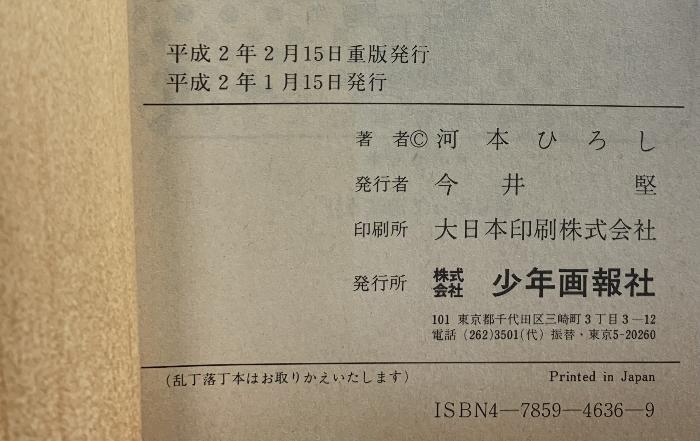 平成2年2月15日重版発行
平成2年1月15日発行
著者©河本ひろし
発行者 今井堅
印刷所 大日本印刷株式会社
発行所 株式会社 少年画報社
101 東京都千代田区三崎町3丁目3―12
電話 (262)3501(代) 振替・東京5-20260
(乱丁落丁本はお取りかえいたします) Printed in Japan
ISBN4―7859―4636―9